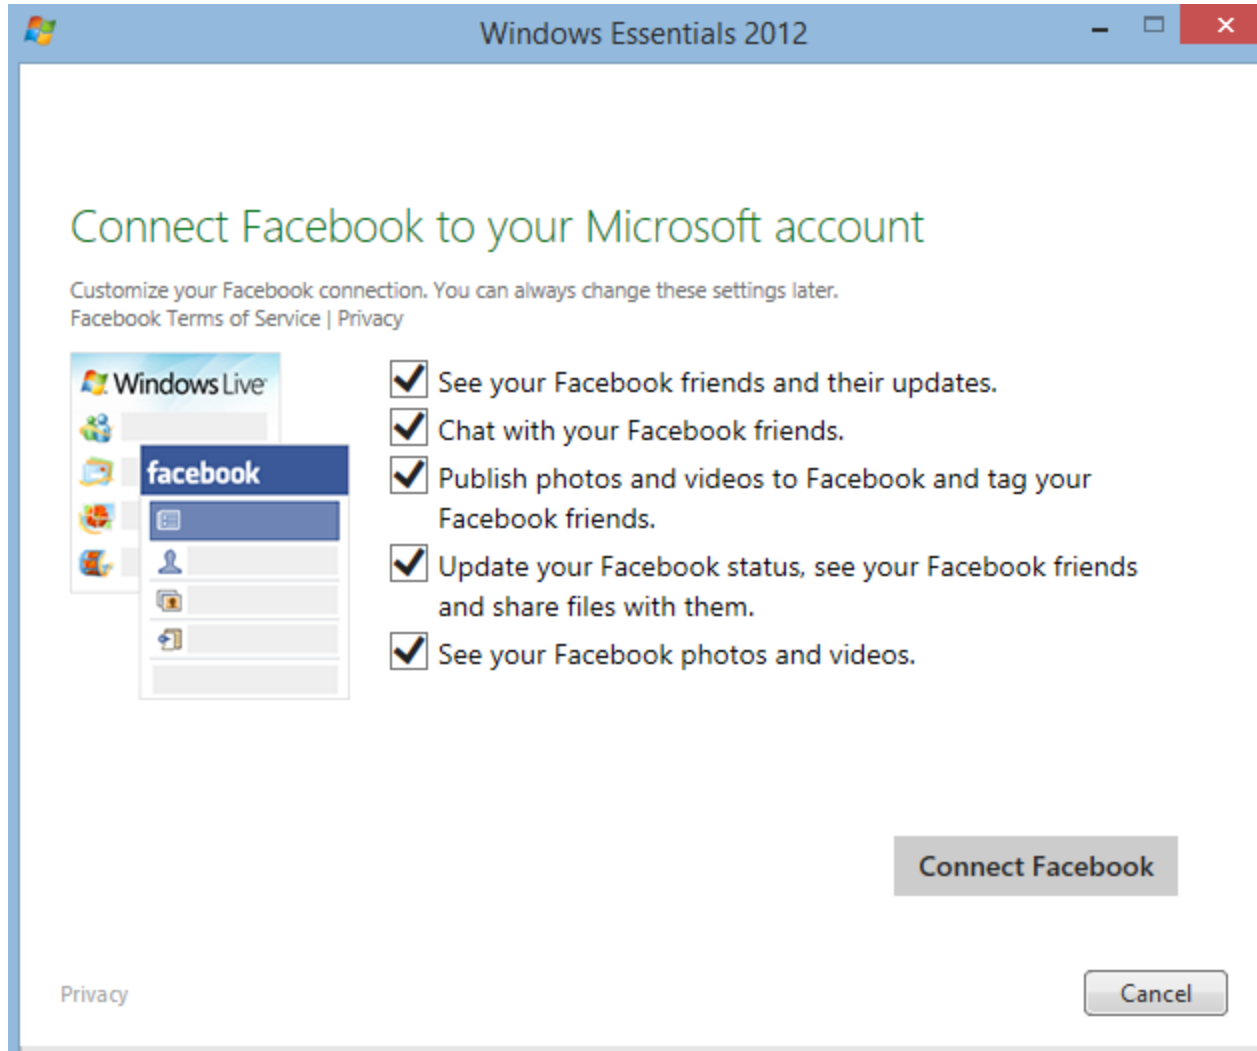 Windows Essentials 2012
Connect Facebook to your Microsoft account
Customize your Facebook connection. You can always change these settings later.
Facebook Terms of Service | Privacy
Windows Live
facebook
See your Facebook friends and their updates.
Chat with your Facebook friends.
Publish photos and videos to Facebook and tag your
Facebook friends.
Update your Facebook status, see your Facebook friends
and share files with them.
See your Facebook photos and videos.
Connect Facebook
Privacy
Cancel